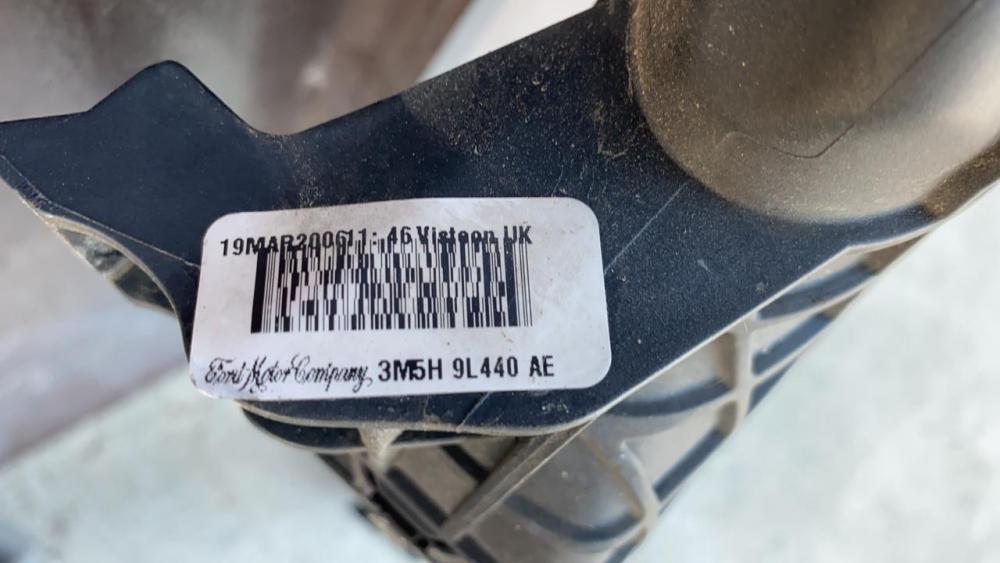 19MAR200611:46 Visteon UK
Ford Motor Company 3M5H 9L440 AE